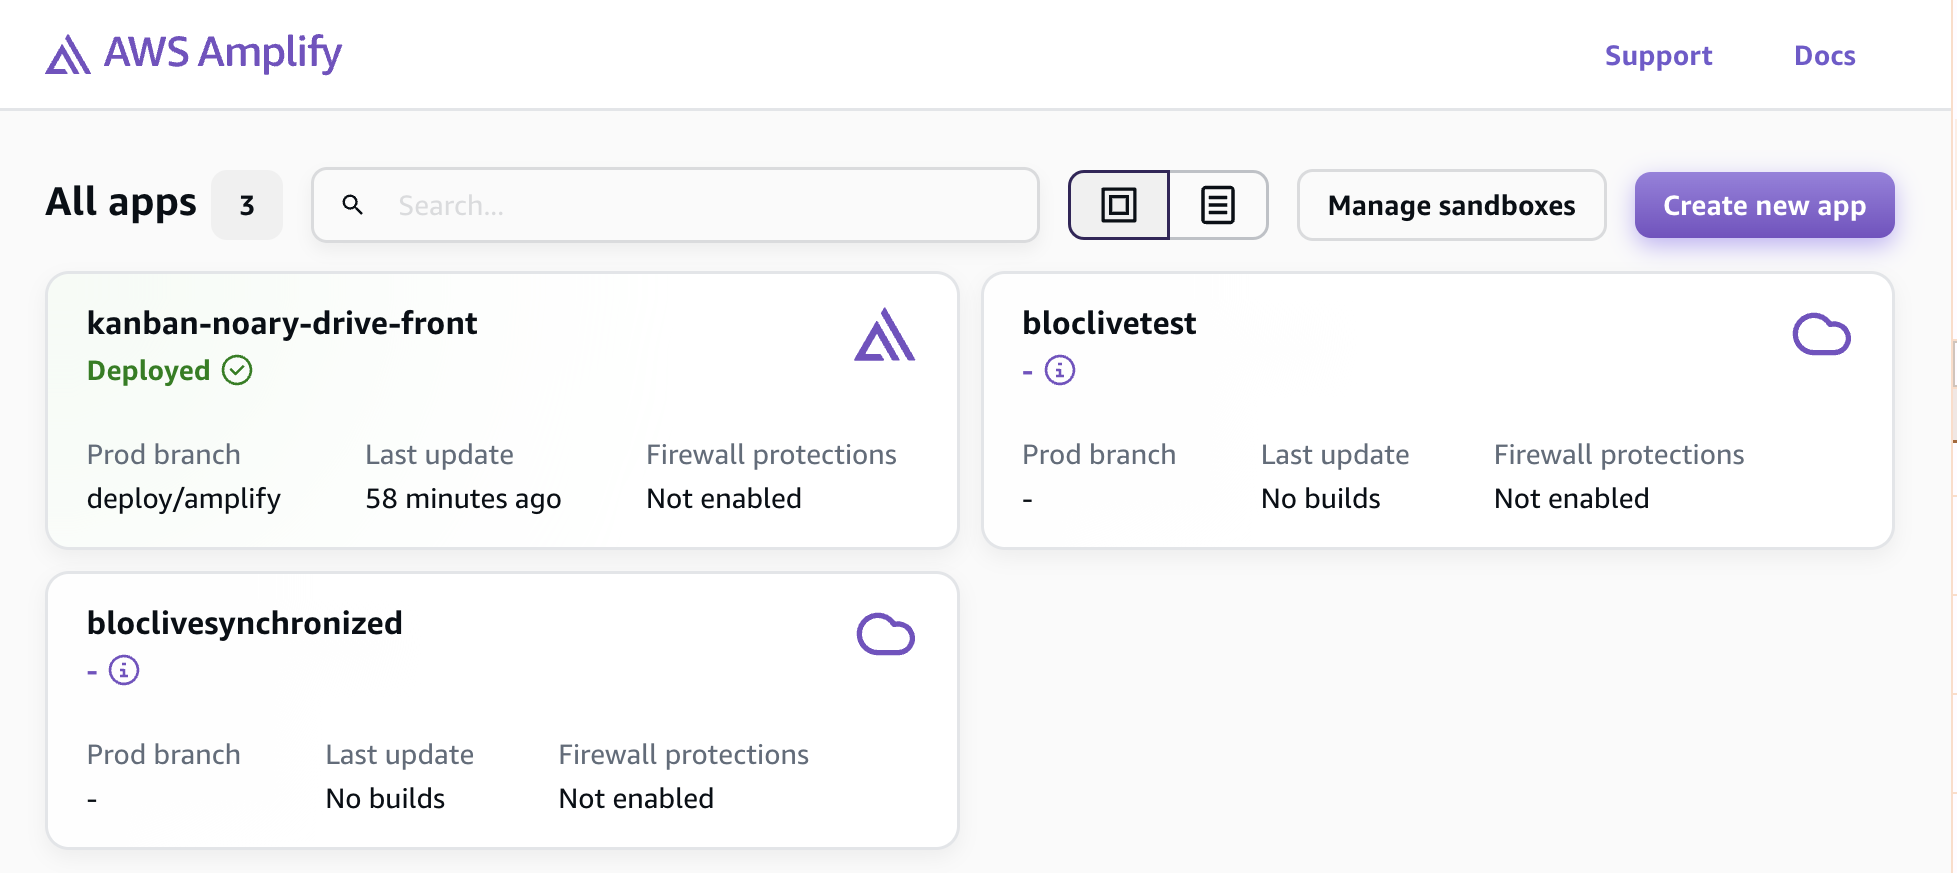 AWS Amplify
Support
Docs
All apps 3
Search...
Manage sandboxes
Create new app
kanban-noary-drive-front
Deployed
Prod branch Last update Firewall protections
deploy/amplify 58 minutes ago Not enabled
bloclivetest
-
Prod branch Last update Firewall protections
- No builds Not enabled
bloclivesynchronized
-
Prod branch Last update Firewall protections
- No builds Not enabled